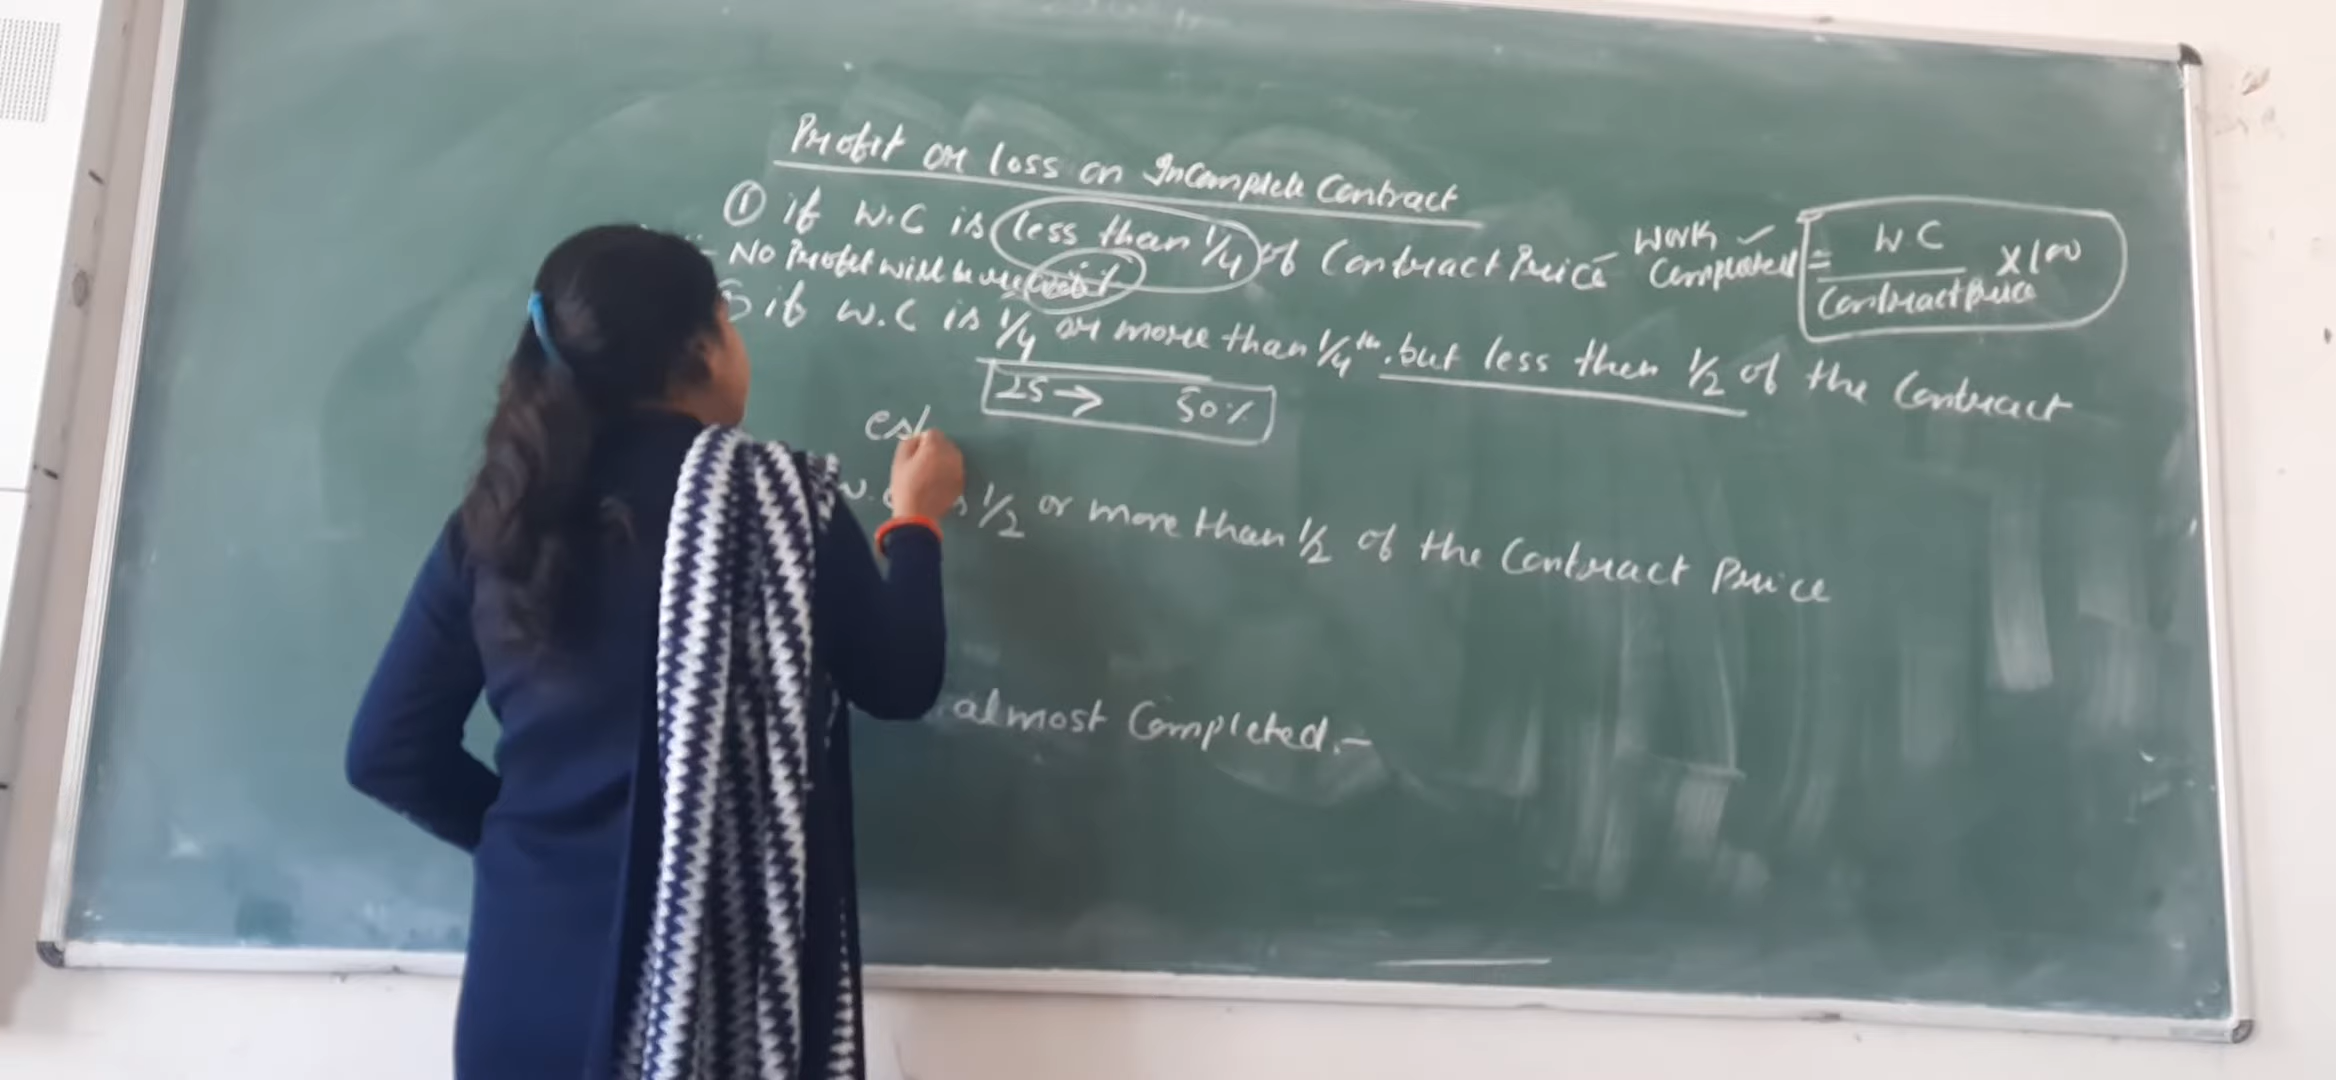 Profit or loss on InComplete Contract
① if W.C is less than 1/4 of Contract Price
- No Profit will be
Work ✓ Completed = WC / Contract price X100
if W.C is 1/4 or more than 1/4th. but less then 1/2 of the Contract
25 → 50%
est
1/2 or more than 1/2 of the Contract Price
almost Completed.-